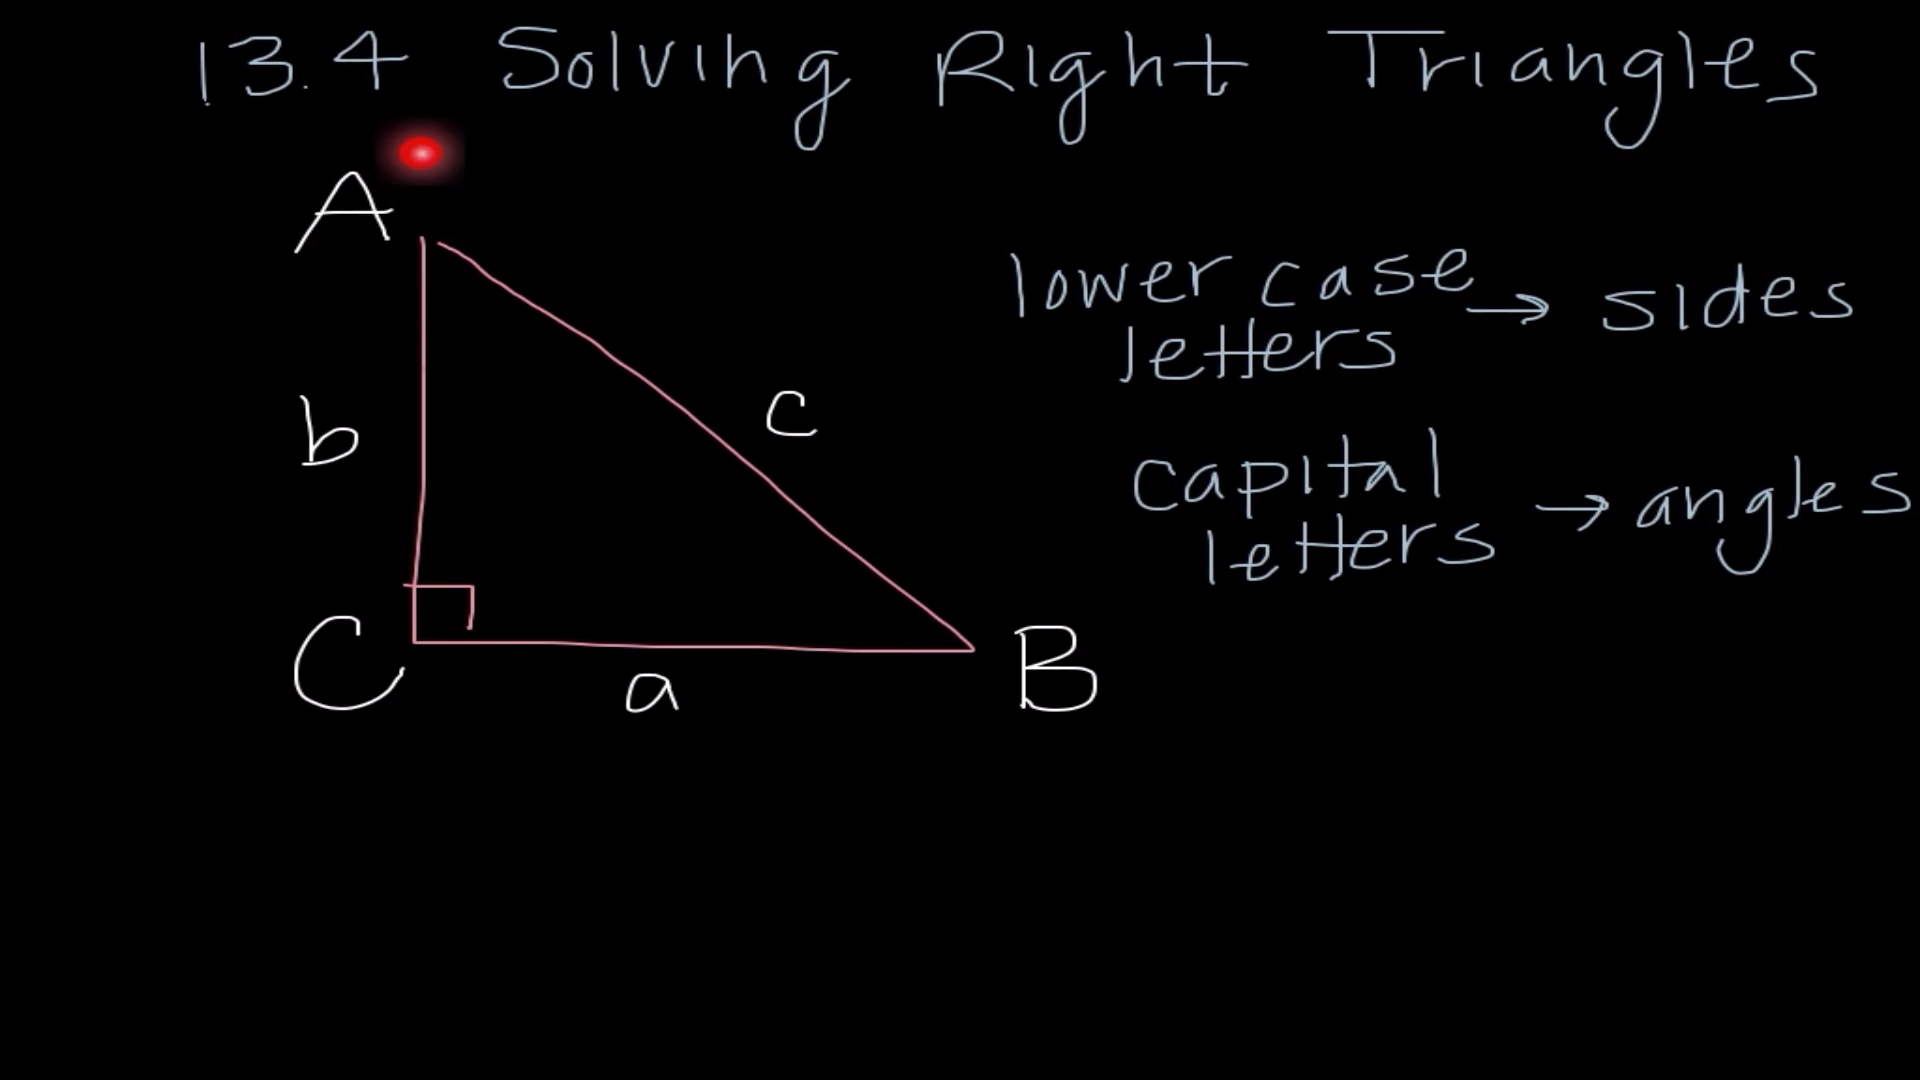 13.4 Solving Right Triangles
A
lower case → sides
letters
b
c
capital → angles
letters
C
a
B